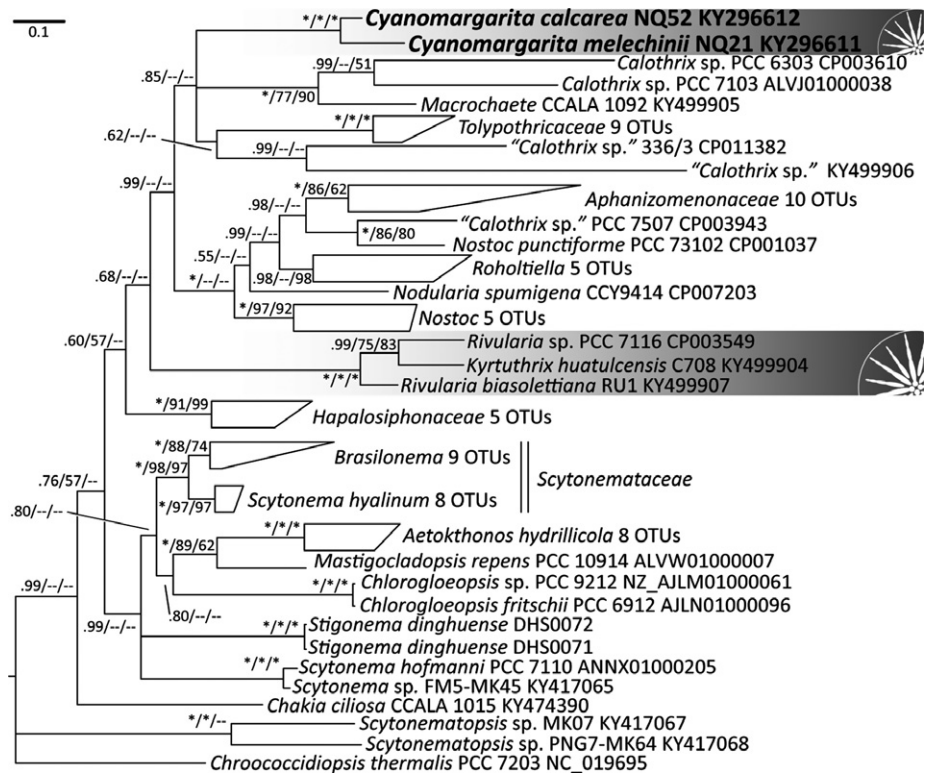 0.1
*/*/*
Cyanomargarita calcarea NQ52 KY296612
Cyanomargarita melechinii NQ21 KY296611
.85/--/--
.99/--/51
Calothrix sp. PCC 6303 CP003610
Calothrix sp. PCC 7103 ALVJ01000038
*/77/90
Macrochaete CCALA 1092 KY499905
*/*/*
Tolypothricaceae 9 OTUs
.62/--/--
.99/--/--
"Calothrix sp." 336/3 CP011382
"Calothrix sp." KY499906
.99/--/--
*/86/62
Aphanizomenonaceae 10 OTUs
.98/--/--
"Calothrix sp." PCC 7507 CP003943
.99/--/--
*/86/80
Nostoc punctiforme PCC 73102 CP001037
.55/--/--
Roholtiella 5 OTUs
.68/--/--
*/--/--
.98/--/98
Nodularia spumigena CCY9414 CP007203
*/97/92
Nostoc 5 OTUs
.60/57/--
.99/75/83
Rivularia sp. PCC 7116 CP003549
Kyrtuthrix huatulcensis C708 KY499904
*/*/*
Rivularia biasolettiana RU1 KY499907
*/91/99
Hapalosiphonaceae 5 OTUs
*/88/74
Brasilonema 9 OTUs
*/98/97
Scytonemataceae
.76/57/--
Scytonema hyalinum 8 OTUs
*/97/97
.80/--/--
*/*/*
Aetokthonos hydrillicola 8 OTUs
*/89/62
Mastigocladopsis repens PCC 10914 ALVW01000007
*/*/*
Chlorogloeopsis sp. PCC 9212 NZ_AJLM01000061
.99/--/--
Chlorogloeopsis fritschii PCC 6912 AJLN01000096
.80/--/--
.99/--/--
*/*/*
Stigonema dinghuense DHS0072
Stigonema dinghuense DHS0071
*/*/*
Scytonema hofmanni PCC 7110 ANNX01000205
Scytonema sp. FM5-MK45 KY417065
Chakia ciliosa CCALA 1015 KY474390
*/*/--
Scytonematopsis sp. MK07 KY417067
Scytonematopsis sp. PNG7-MK64 KY417068
Chroococcidiopsis thermalis PCC 7203 NC_019695